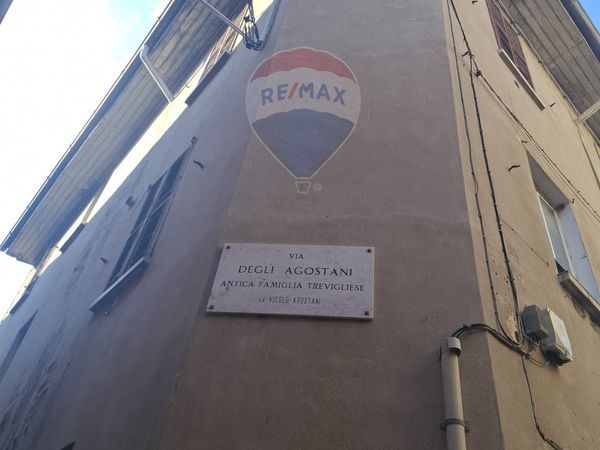 RE/MAX
VIA
DEGLI AGOSTANI
ANTICA FAMIGLIA TREVIGLIESE
GIÀ VICOLO AGOSTANI